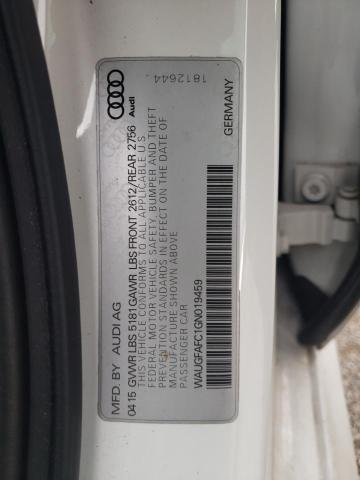 MFD. BY AUDI AG
Audi
0415 GVWR LBS 5181 GAWR LBS FRONT 2612/REAR 2756
THIS VEHICLE CONFORMS TO ALL
APPLICABLE U.S.
FEDERAL MOTOR VEHICLE SAFETY, BUMPER AND THEFT
PREVENTION STANDARDS IN EFFECT ON THE DATE OF
MANUFACTURE SHOWN ABOVE
PASSENGER CAR
WAUGFAFC1GN019459
GERMANY
1812644